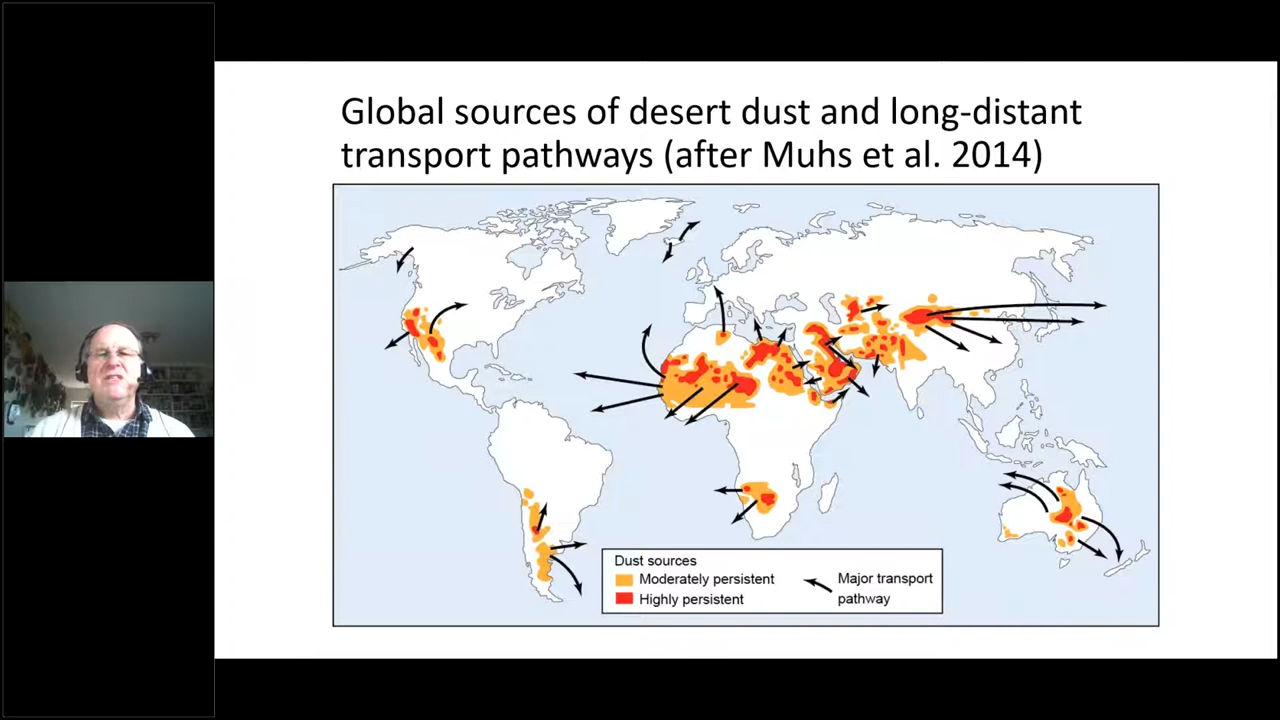 Global sources of desert dust and long-distant
transport pathways (after Muhs et al. 2014)
Dust sources
Moderately persistent
Highly persistent
Major transport
pathway